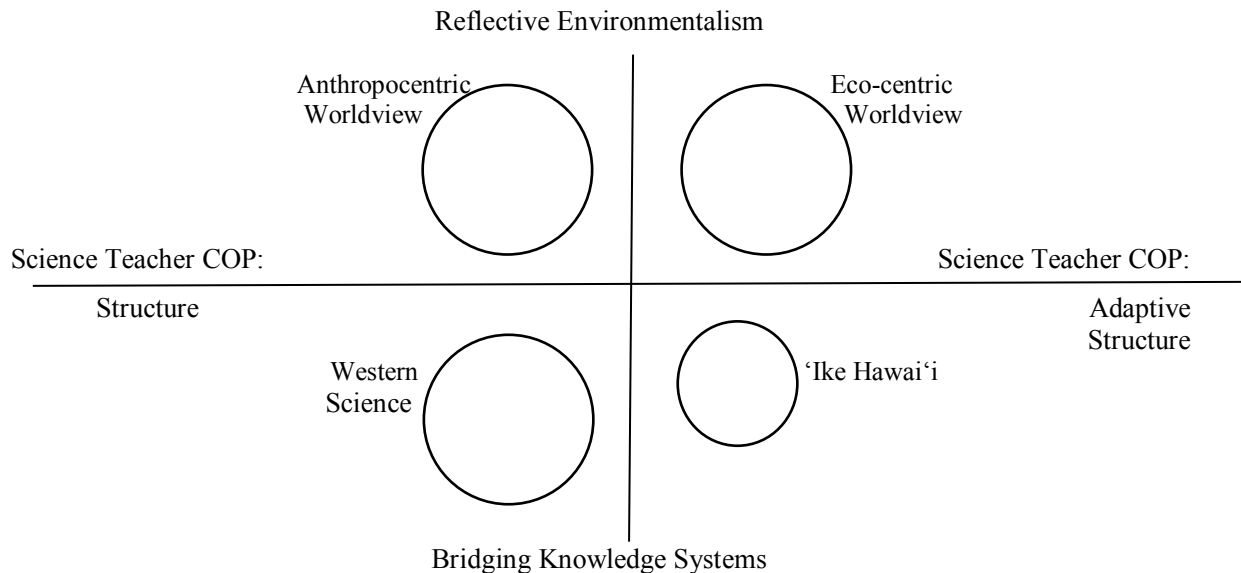 Reflective Environmentalism
Anthropocentric
Worldview
Eco-centric
Worldview
Science Teacher COP:
Structure
Science Teacher COP:
Adaptive
Structure
Western
Science
ʻIke Hawaiʻi
Bridging Knowledge Systems